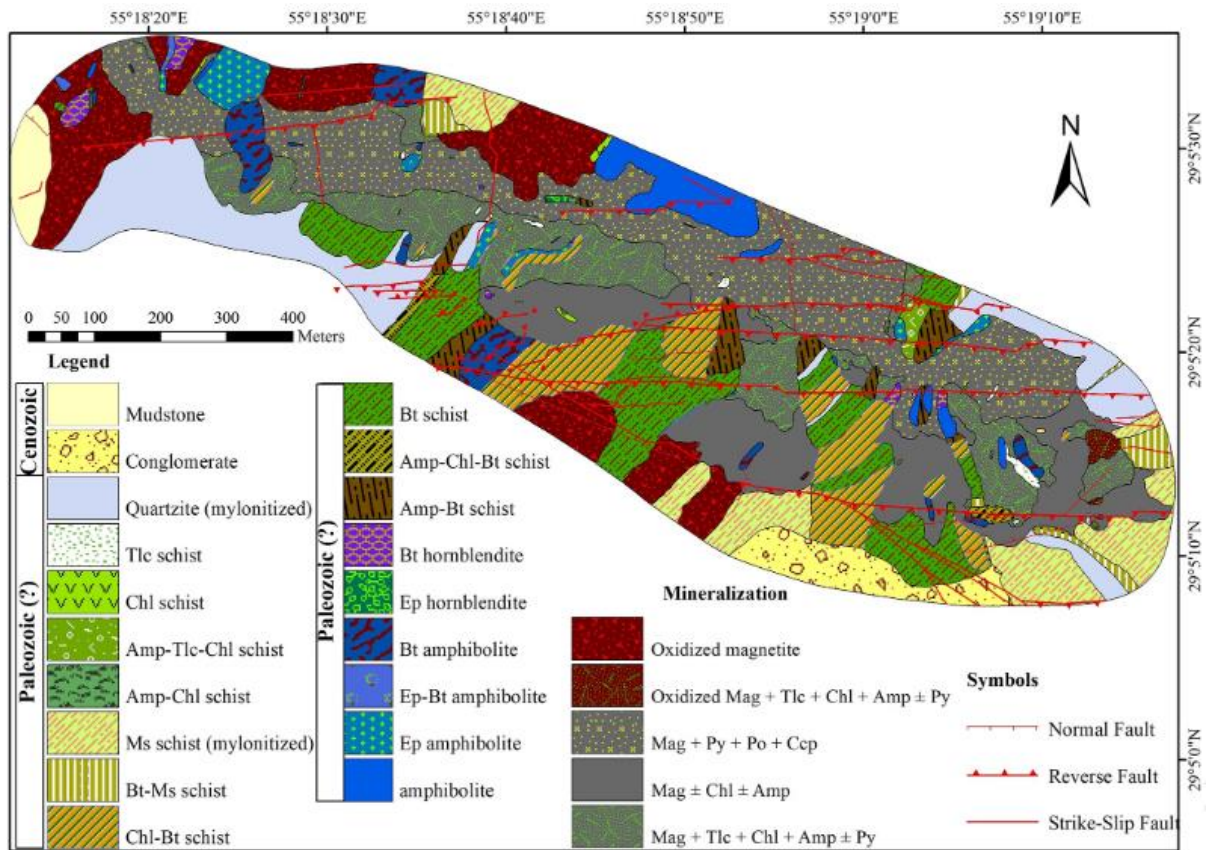 55°18'20"E 55°18'30"E 55°18'40"E 55°18'50"E 55°19'0"E 55°19'10"E
N
29°5'30"N
29°5'20"N
29°5'10"N
29°5'0"N
0 25 50 100 200 300 400
Meters
Legend
Cenozoic
Mudstone
Conglomerate
Paleozoic (?)
Quartzite (mylonitized)
Tlc schist
Chl schist
Amp-Tlc-Chl schist
Amp-Chl schist
Ms schist (mylonitized)
Bt-Ms schist
Chl-Bt schist
Paleozoic (?)
Bt schist
Amp-Chl-Bt schist
Amp-Bt schist
Bt hornblendite
Ep hornblendite
Bt amphibolite
Ep-Bt amphibolite
Ep amphibolite
amphibolite
Mineralization
Oxidized magnetite
Oxidized Mag + Tlc + Chl + Amp ± Py
Mag + Py + Po + Ccp
Mag ± Chl ± Amp
Mag + Tlc + Chl + Amp ± Py
Symbols
Normal Fault
Reverse Fault
Strike-Slip Fault